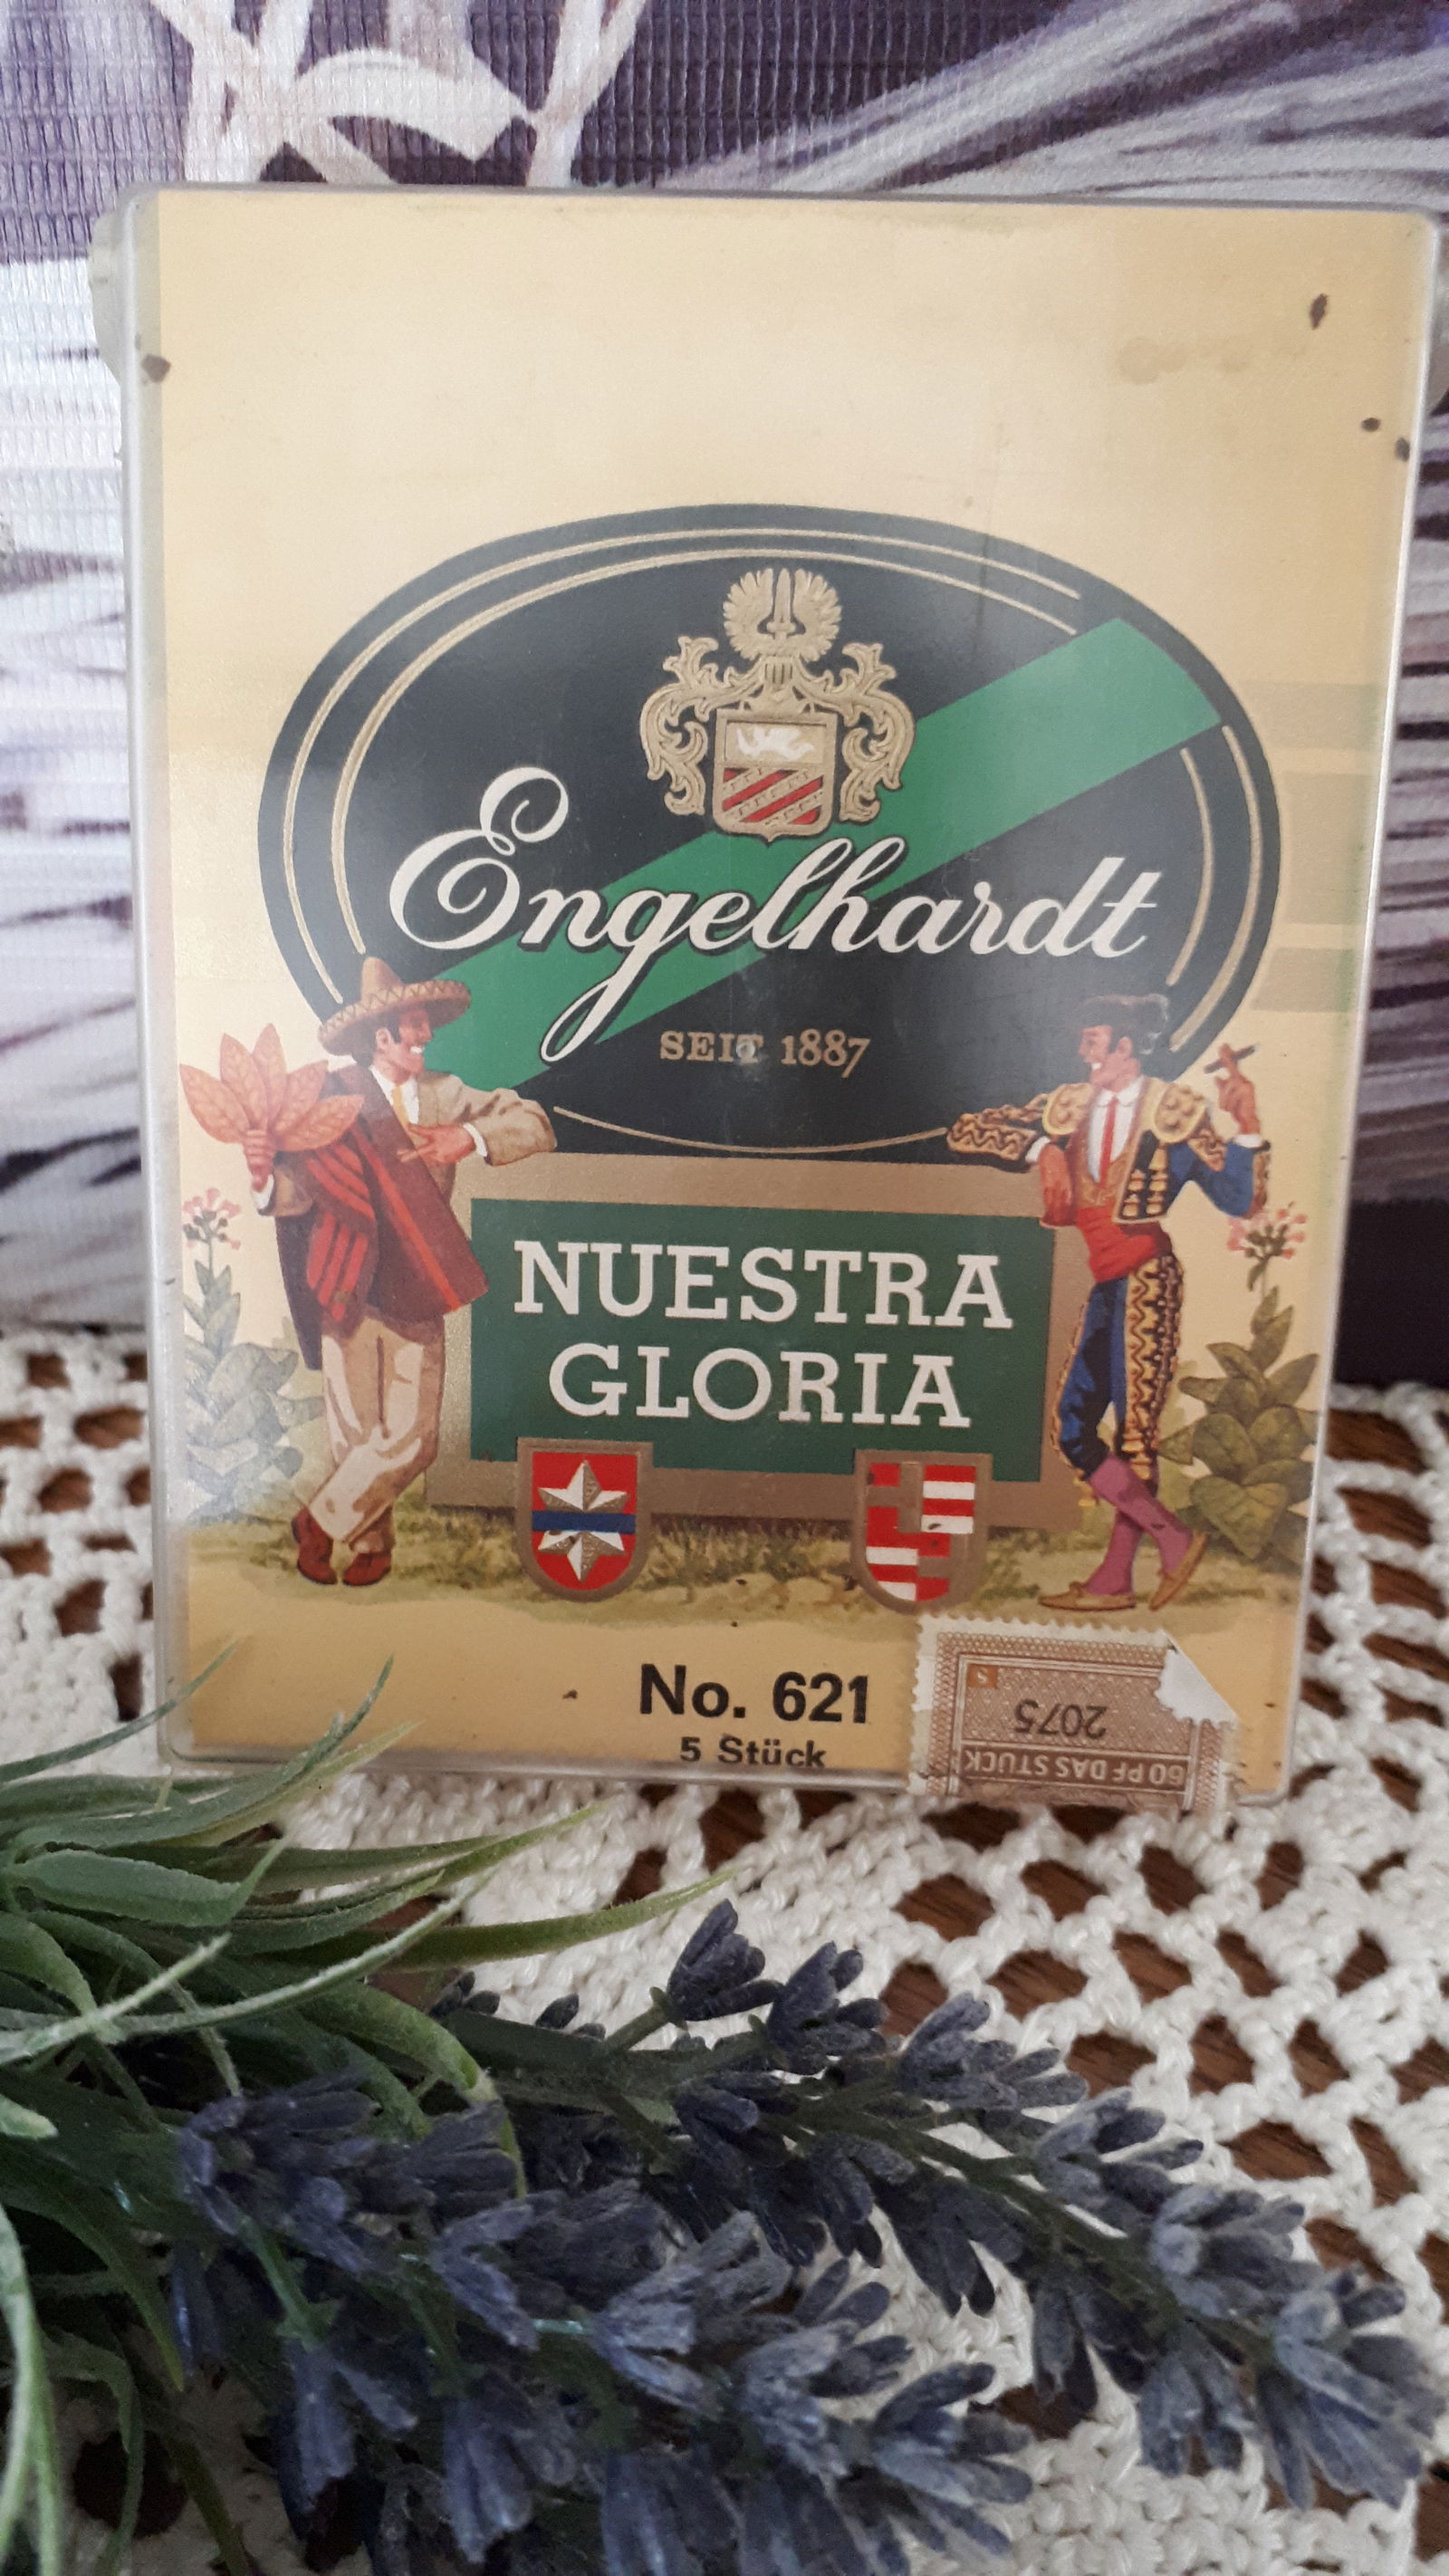 Engelhardt
SEIT 1887
NUESTRA
GLORIA
No. 621
5 Stück
60 PF DAS STÜCK
2075
S